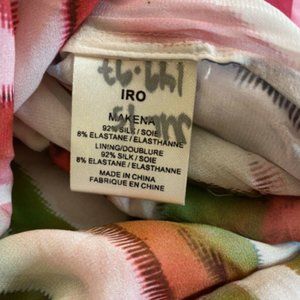 IRO
MAKENA
92% SILK / SOIE
8% ELASTANE / ELASTHANNE
LINING/DOUBLURE
92% SILK / SOIE
8% ELASTANE / ELASTHANNE
MADE IN CHINA
FABRIQUE EN CHINE